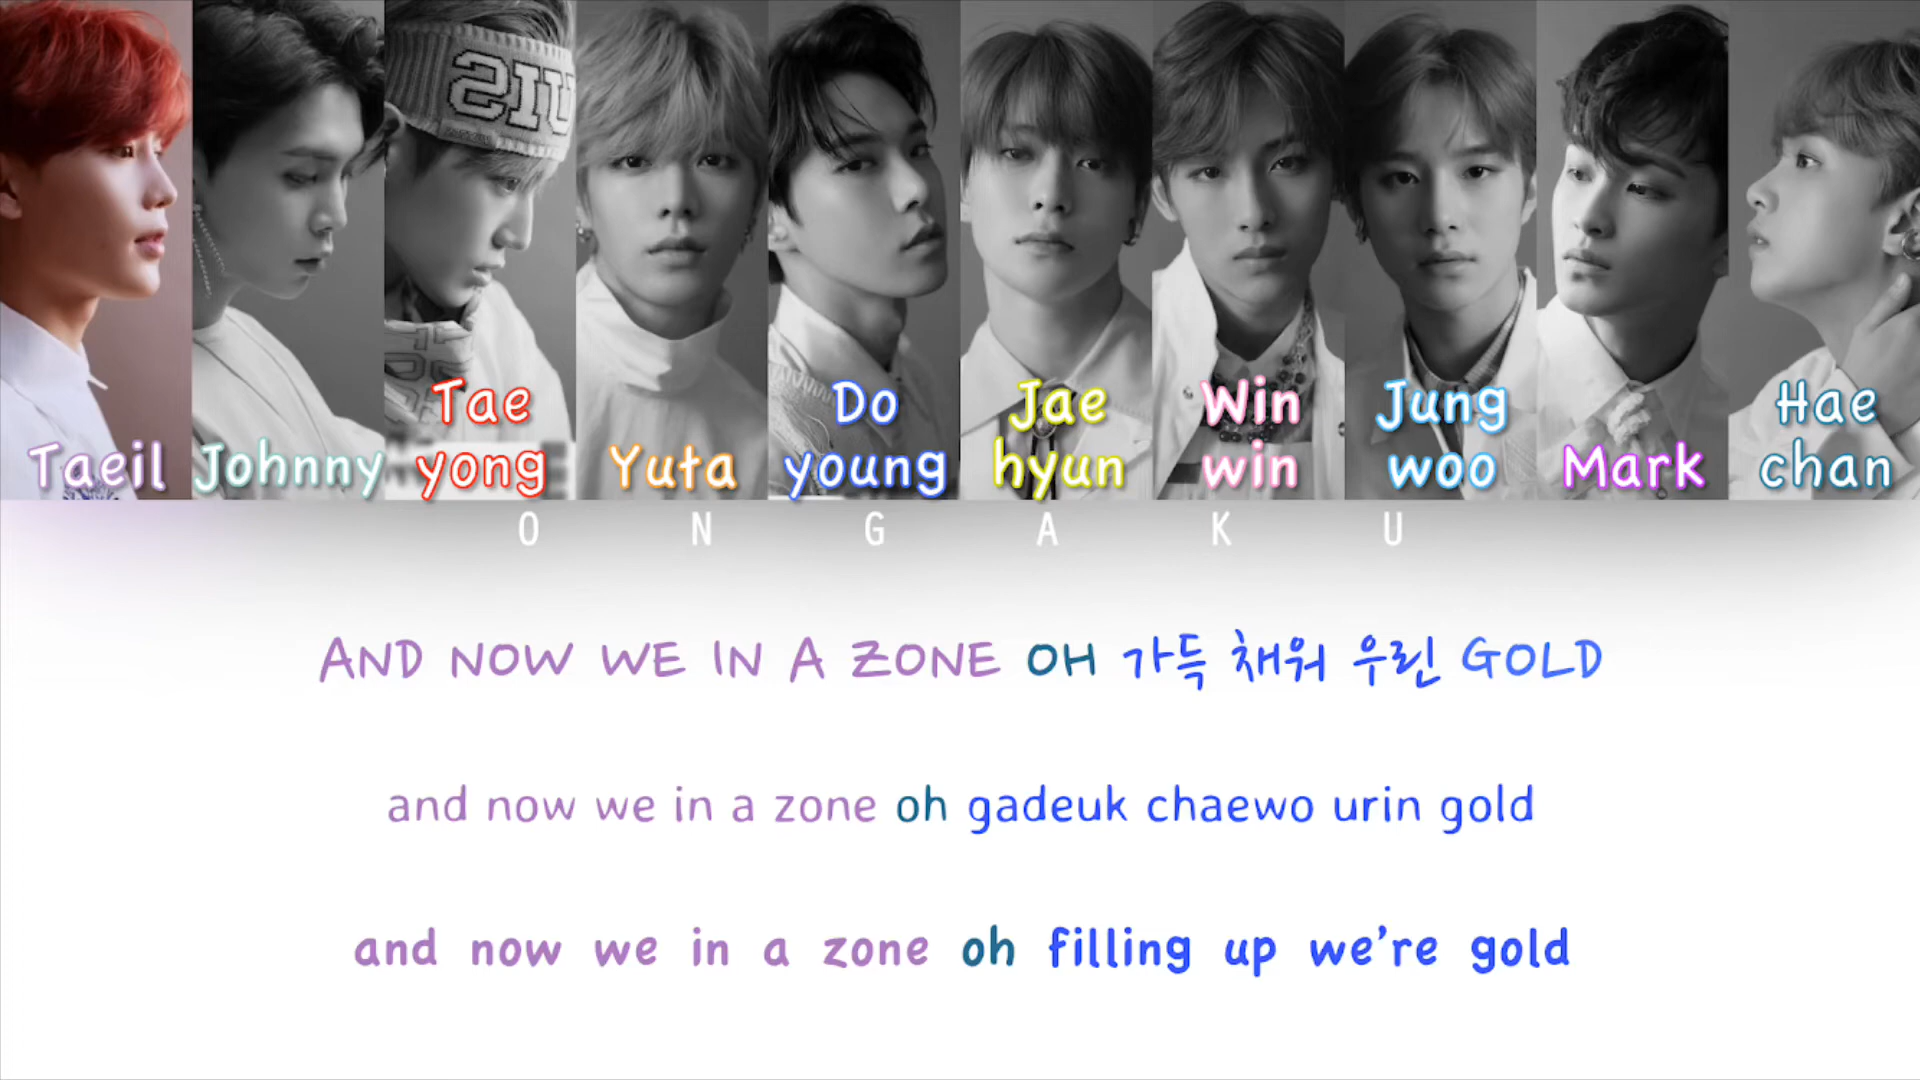 SIU
Taeil
Johnny
Tae
yong
Yuta
Do
young
Jae
hyun
Win
win
Jung
woo
Mark
Hae
chan
O N G A K U
AND NOW WE IN A ZONE OH 가득 채워 우린 GOLD
and now we in a zone oh gadeuk chaewo urin gold
and now we in a zone oh filling up we're gold